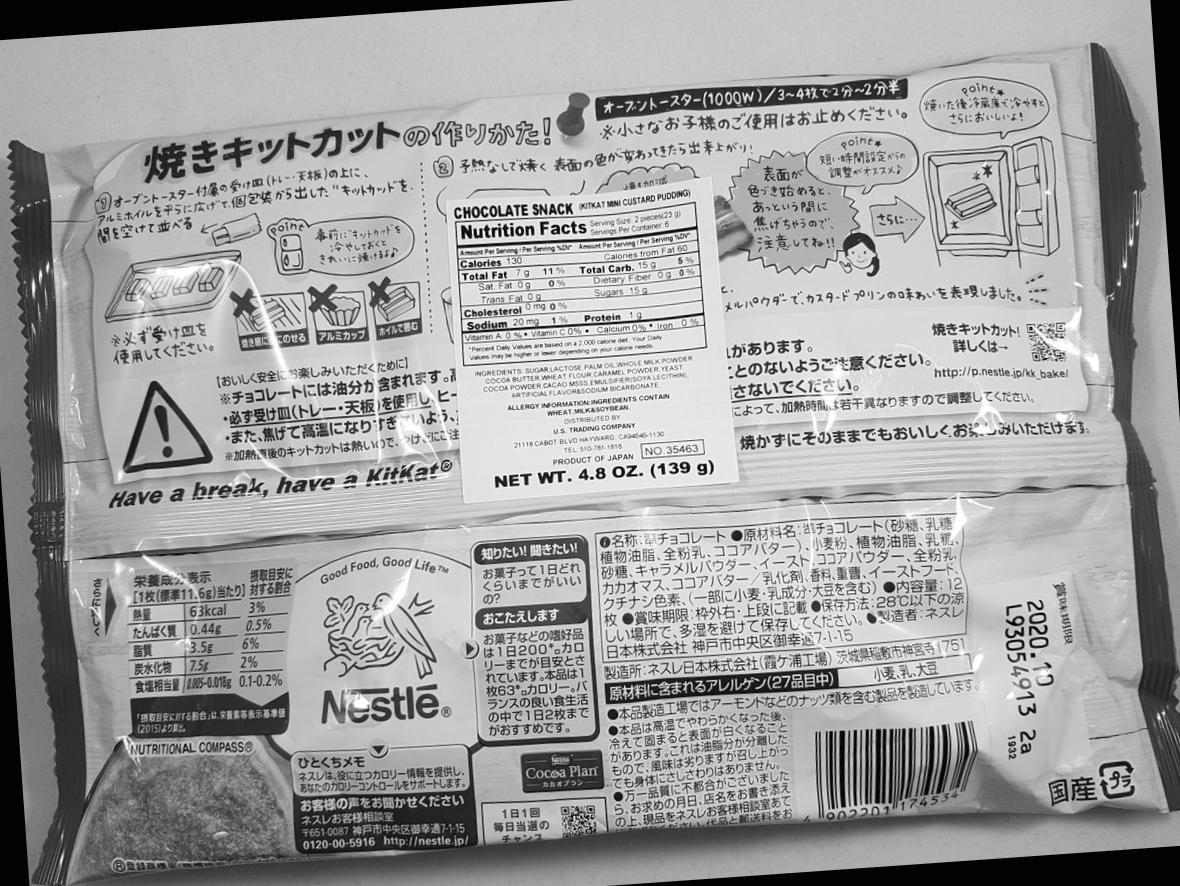 焼きキットカットの作りかた!
オーブントースター(1000W)/3~4枚で2分~2分半
※小さなお子様のご使用はお止めください。
① オーブントースター付属の受け皿(トレー・天板)の上に、
アルミホイルを平らに広げて、個包装から出した"キットカット"を、
間を空けて並べる
point
事前に"キットカット"を
冷やしておくと
きれいに焼けるよ♪
アルミカップ
ホイルで包む
※必ず受け皿を
使用してください。
② 予熱なしで焼く 表面の色が変わってきたら出来上がり!
表面が
色づき始めると、
あっという間に
焦げちゃうので、
注意してね!!
point★
短い時間設定からの
調整がオススメ♪
さらに…
point★
焼いた後冷蔵庫で冷やすと
さらにおいしいよ!
メルパウダーで、カスタードプリンの味わいを表現しました。
【おいしく安全にお楽しみいただくために】
※チョコレートには油分が含まれます。
・必ず受け皿(トレー・天板)を使用し、ヒー
・また、焦げて高温になりすぎないよう、
※加熱直後のキットカットは熱いので、やけどにご注
があります。
ことのないようご注意ください。
さないでください。
によって、加熱時間は若干異なりますので調整してください。
焼きキットカット!
詳しくは→
http://p.nestle.jp/kk_bake/
焼かずにそのままでもおいしくお楽しみいただけます。
Have a break, have a KitKat®
CHOCOLATE SNACK (KITKAT MINI CUSTARD PUDDING)
Nutrition Facts Serving Size: 2 pieces(23 g)
Servings Per Container: 6
Amount Per Serving / Per Serving %DV* Amount Per Serving / Per Serving %DV*
Calories 130 Calories from Fat 60
Total Fat 7 g 11 % Total Carb. 15 g 5 %
Sat. Fat 0 g 0 % Dietary Fiber 0 g 0 %
Trans Fat 0 g Sugars 15 g
Cholesterol 0 mg 0 %
Sodium 20 mg 1 % Protein 1 g
Vitamin A 0 % • Vitamin C 0% • Calcium 0% • Iron 0 %
*Percent Daily Values are based on a 2,000 calorie diet. Your Daily
Values may be higher or lower depending on your calorie needs.
INGREDIENTS: SUGAR,LACTOSE,PALM OIL,WHOLE MILK POWDER,
COCOA BUTTER,WHEAT FLOUR,CARAMEL POWDER,YEAST,
COCOA POWDER,CACAO MSSS,EMULSIFIER(SOYA LECITHIN),
ARTIFICIAL FLAVOR&SODIUM BICARBONATE.
ALLERGY INFORMATION:INGREDIENTS CONTAIN
WHEAT,MILK&SOYBEAN.
DISTRIBUTED BY
U.S. TRADING COMPANY
21118 CABOT BLVD HAYWARD, CA94545-1130
TEL:510-781-1818
PRODUCT OF JAPAN NO.35463
NET WT. 4.8 OZ. (139 g)
さらにしく
栄養成分表示
[1枚(標準11.6g)当たり]
摂取目安に
対する割合
熱量 63kcal 3%
たんぱく質 0.44g 0.5%
脂質 3.5g 6%
炭水化物 7.5g 2%
食塩相当量 0.005-0.018g 0.1-0.2%
「摂取目安に対する割合」は、栄養素等表示基準値
(2015)より算出。
NUTRITIONAL COMPASS®
Good Food, Good Life™
Nestlē®
ひとくちメモ
ネスレは、役に立つカロリー情報を提供し、
あなたのカロリーコントロールをサポートします。
お客様の声をお聞かせください
ネスレお客様相談室
〒651-0087 神戸市中央区御幸通7-1-15
0120-00-5916 http://nestle.jp/
知りたい! 聞きたい!
お菓子って1日どれ
くらいまでがいい
の?
おこたえします
お菓子などの嗜好品
は1日200*カロ
リーまでが目安とさ
れています。本品は1
枚63*カロリー。バ
ランスの良い食生活
の中で1日2枚まで
がおすすめです。
Nestlē
Cocoa Plan
カカオプラン
1日1回
毎日当選の
チャンス
●名称:準チョコレート ●原材料名:準チョコレート(砂糖、乳糖、
植物油脂、全粉乳、ココアバター)、小麦粉、植物油脂、乳糖、
砂糖、キャラメルパウダー、イースト、ココアパウダー、全粉乳、
カカオマス、ココアバター/乳化剤、香料、重曹、イーストフード、
クチナシ色素、(一部に小麦・乳成分・大豆を含む) ●内容量:12
枚 ●賞味期限:枠外右・上段に記載 ●保存方法:28℃以下の涼
しい場所で、多湿を避けて保存してください。 ●製造者:ネスレ
日本株式会社 神戸市中央区御幸通7-1-15
製造所:ネスレ日本株式会社(霞ケ浦工場) 茨城県稲敷市神宮寺1751
原材料に含まれるアレルゲン(27品目中) 小麦、乳、大豆
●本品製造工場ではアーモンドなどのナッツ類を含む製品を製造しています。
●本品は高温でやわらかくなった後、
冷えて固まると表面が白くなること
があります。これは油脂分が分離した
もので、風味は劣りますが召し上がっ
ても身体にさしさわりはありません。
●万一品質に不都合がございました
ら、お求めの月日、店名をお書き添え
の上、現品をネスレお客様相談室あて
賞味期限
2020.10
L93054913 2a
1932
4 902201 174534
国産
プラ